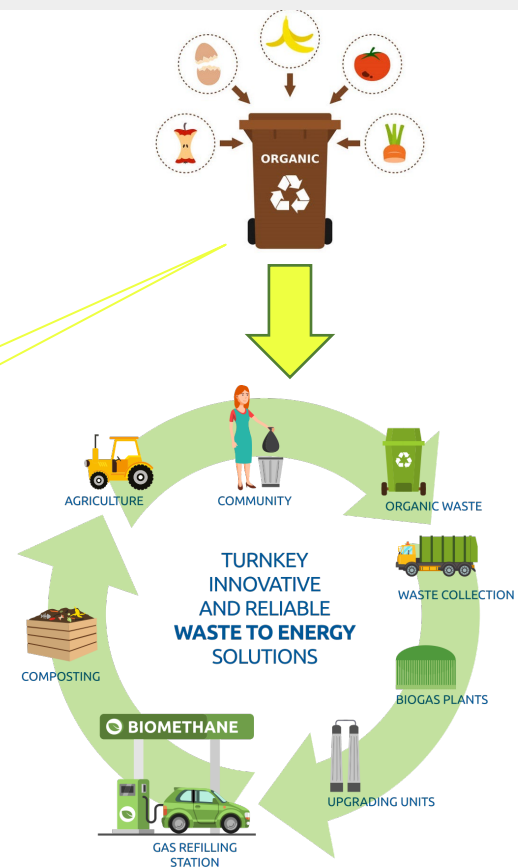 ORGANIC
AGRICULTURE
COMMUNITY
ORGANIC WASTE
TURNKEY
INNOVATIVE
AND RELIABLE
WASTE TO ENERGY
SOLUTIONS
WASTE COLLECTION
BIOGAS PLANTS
UPGRADING UNITS
BIOMETHANE
GAS REFILLING
STATION
COMPOSTING